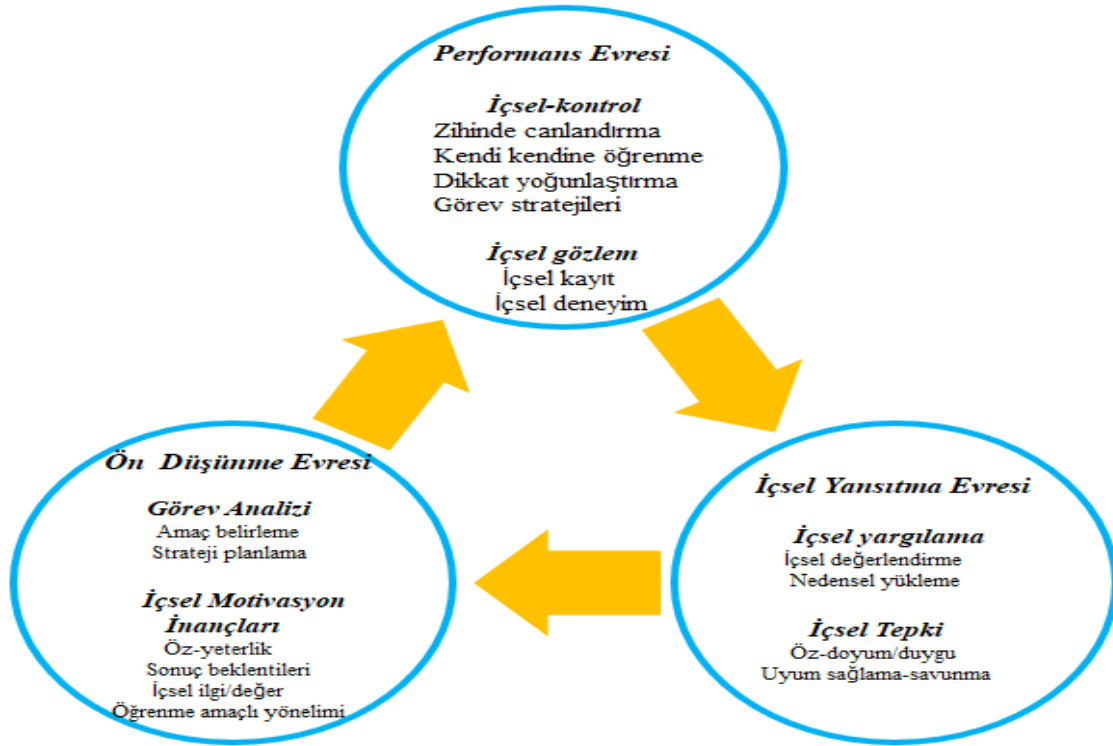 Performans Evresi
İçsel-kontrol
Zihinde canlandırma
Kendi kendine öğrenme
Dikkat yoğunlaştırma
Görev stratejileri
İçsel gözlem
İçsel kayıt
İçsel deneyim
Ön Düşünme Evresi
Görev Analizi
Amaç belirleme
Strateji planlama
İçsel Motivasyon
İnançları
Öz-yeterlik
Sonuç beklentileri
İçsel ilgi/değer
Öğrenme amaçlı yönelimi
İçsel Yansıtma Evresi
İçsel yargılama
İçsel değerlendirme
Nedensel yükleme
İçsel Tepki
Öz-doyum/duygu
Uyum sağlama-savunma